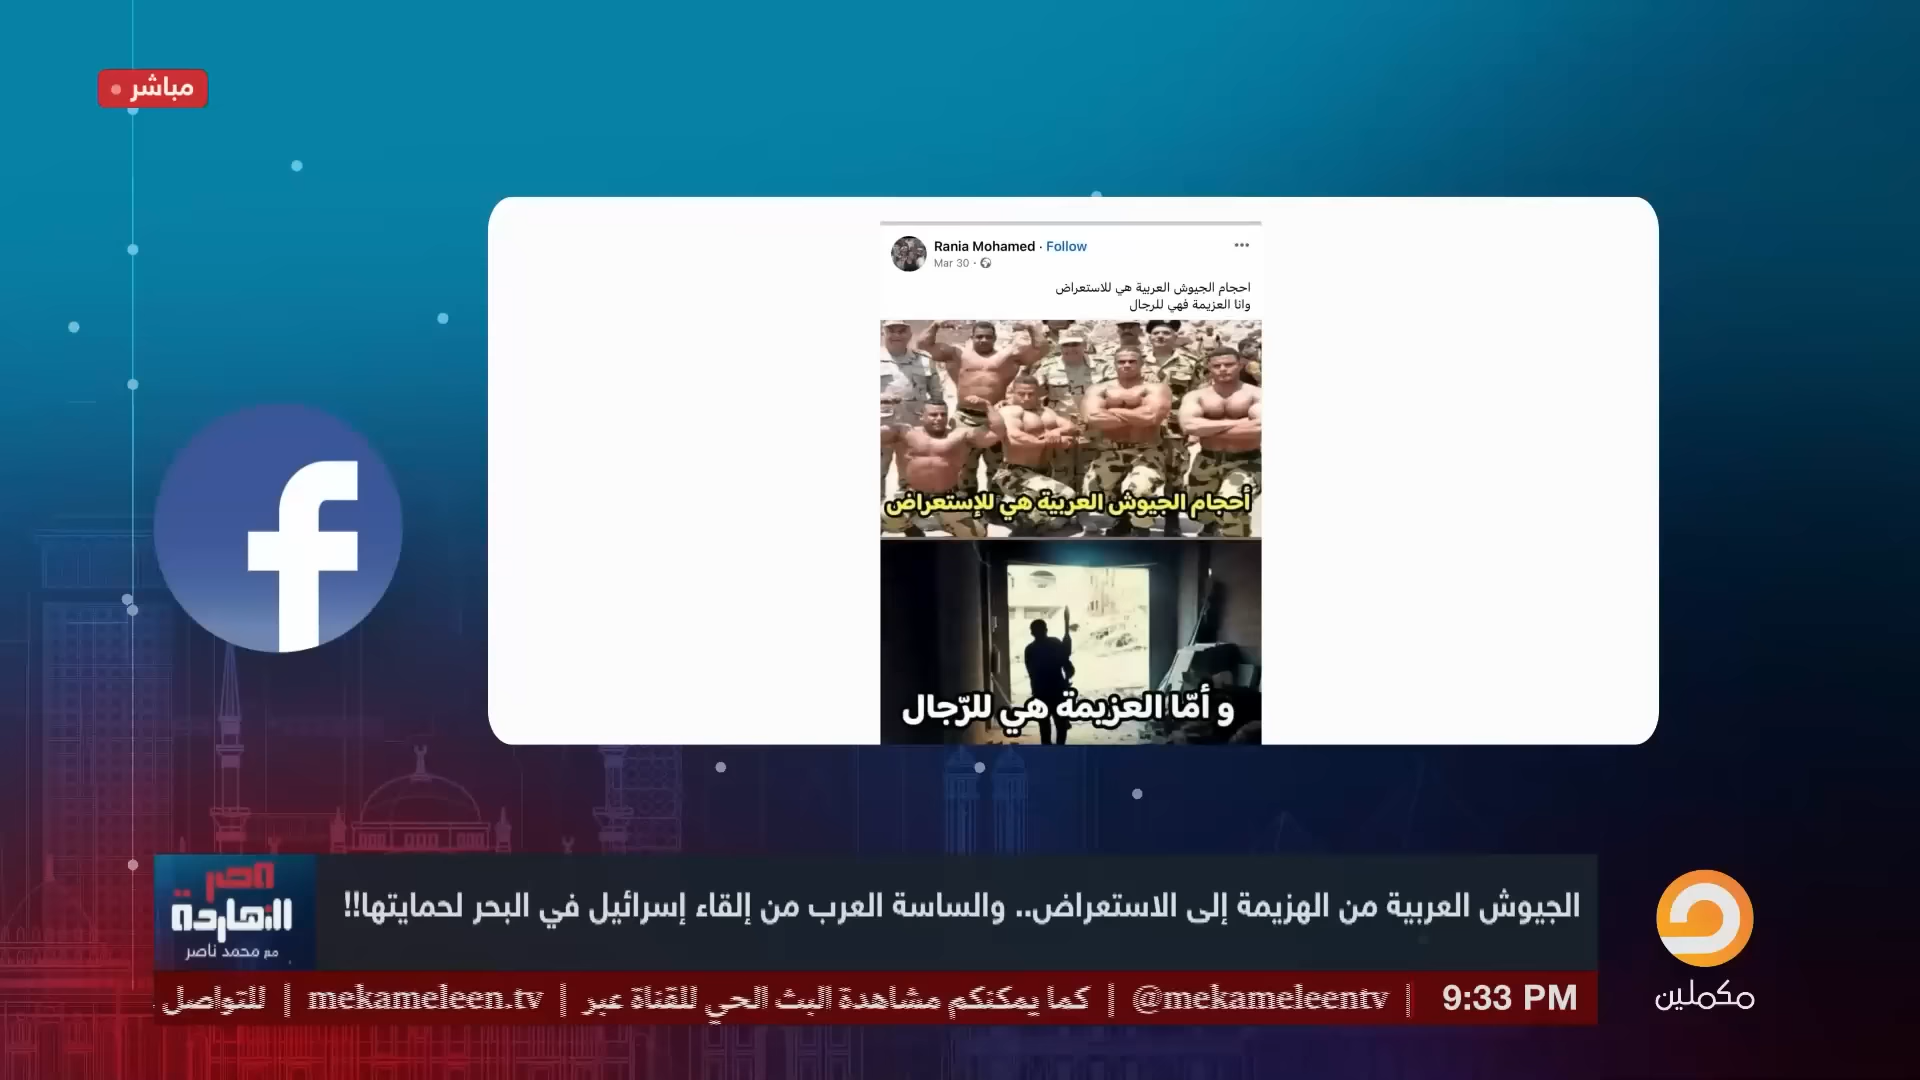 مباشر
Rania Mohamed · Follow
Mar 30 ·
احجام الجيوش العربية هي للاستعراض
وانا العزيمة فهي للرجال
أحجام الجيوش العربية هي للإستعراض
و أمّا العزيمة هي للرّجال
مصر
النهاردة
مع محمد ناصر
الجيوش العربية من الهزيمة إلى الاستعراض.. والساسة العرب من إلقاء إسرائيل في البحر لحمايتها!!
9:33 PM | @mekameleentv | كما يمكنكم مشاهدة البث الحي للقناة عبر | mekameleen.tv | للتواصل
مكملين